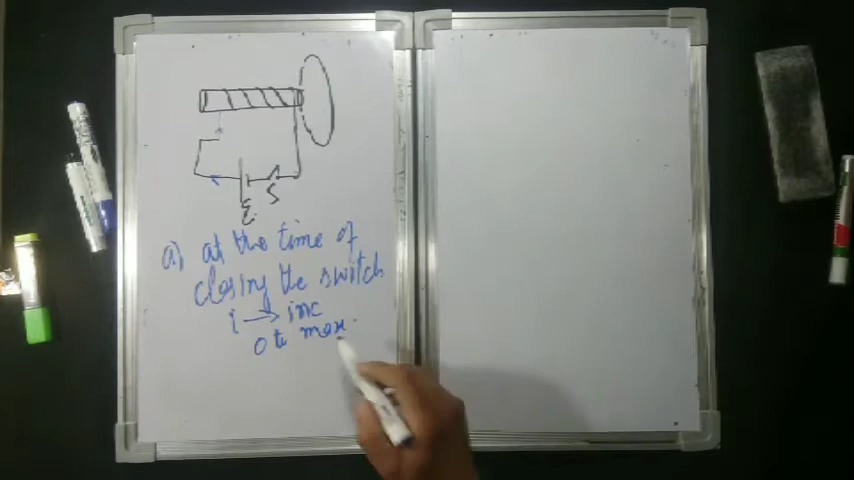 S
E
a) at the time of
closing the switch
i → inc
0 to max.